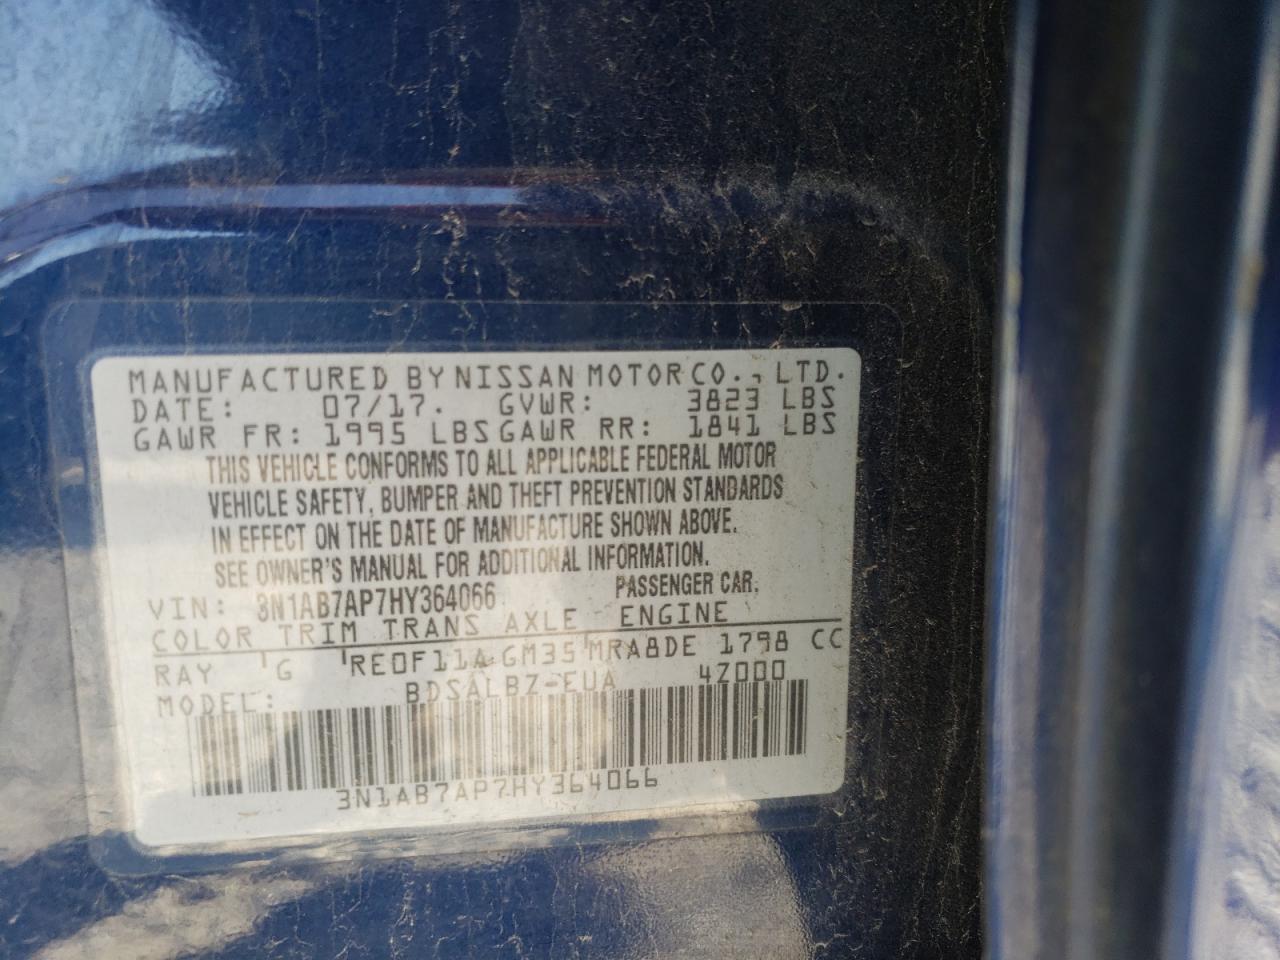 MANUFACTURED BY NISSAN MOTOR CO., LTD.
DATE: 07/17. GVWR: 3823 LBS
GAWR FR: 1995 LBS GAWR RR: 1841 LBS
THIS VEHICLE CONFORMS TO ALL APPLICABLE FEDERAL MOTOR
VEHICLE SAFETY, BUMPER AND THEFT PREVENTION STANDARDS
IN EFFECT ON THE DATE OF MANUFACTURE SHOWN ABOVE.
SEE OWNER'S MANUAL FOR ADDITIONAL INFORMATION.
VIN: 3N1AB7AP7HY364066 PASSENGER CAR.
COLOR TRIM TRANS AXLE ENGINE
RAY G RE0F11A GM35 MRA8DE 1798 CC
MODEL: BDSALBZ-EUA 4Z000
3N1AB7AP7HY364066